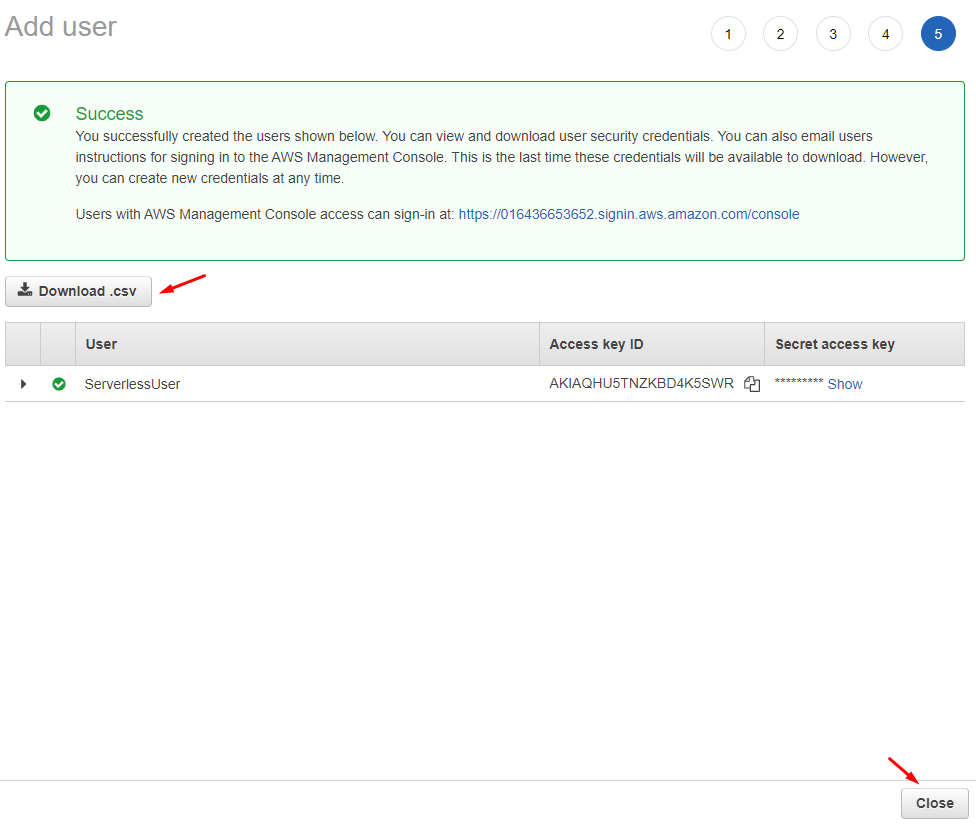 Add user
1 2 3 4 5
Success
You successfully created the users shown below. You can view and download user security credentials. You can also email users
instructions for signing in to the AWS Management Console. This is the last time these credentials will be available to download. However,
you can create new credentials at any time.
Users with AWS Management Console access can sign-in at: https://016436653652.signin.aws.amazon.com/console
Download .csv
User Access key ID Secret access key
ServerlessUser AKIAQHU5TNZKBD4K5SWR ********* Show
Close